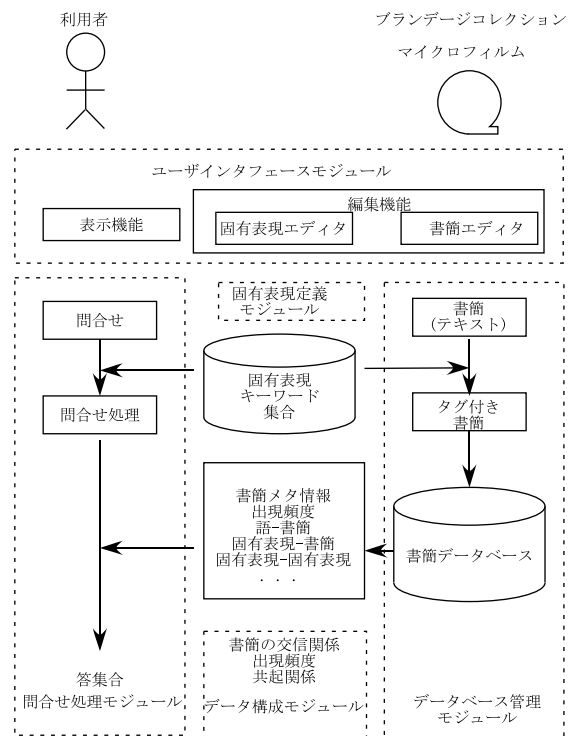 利用者
ブランデージコレクション
マイクロフィルム
ユーザインタフェースモジュール
編集機能
表示機能
固有表現エディタ
書簡エディタ
問合せ
問合せ処理
答集合
問合せ処理モジュール
固有表現定義
モジュール
固有表現
キーワード
集合
書簡メタ情報
出現頻度
語−書簡
固有表現−書簡
固有表現−固有表現
・・・
書簡の交信関係
出現頻度
共起関係
データ構成モジュール
書簡
(テキスト)
タグ付き
書簡
書簡データベース
データベース管理
モジュール